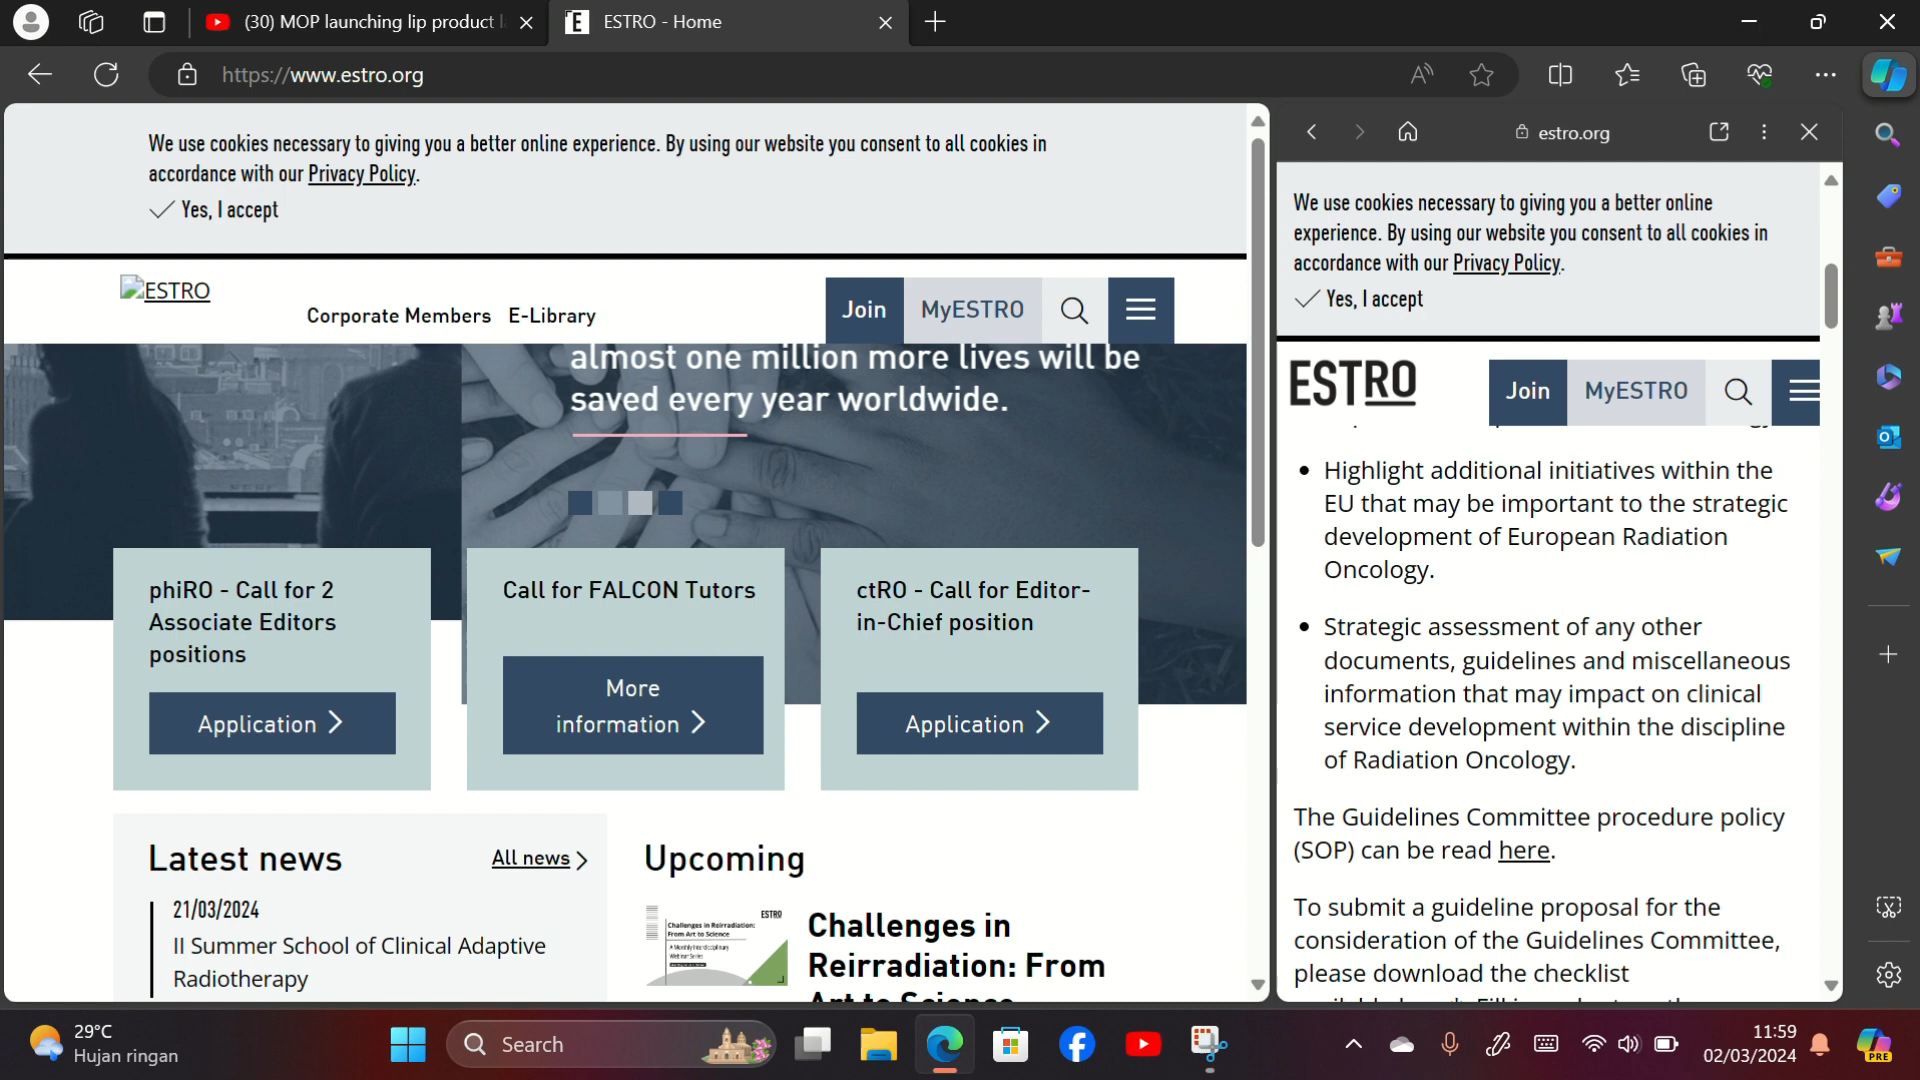 (30) MOP launching lip product l
ESTRO - Home
https://www.estro.org
We use cookies necessary to giving you a better online experience. By using our website you consent to all cookies in
accordance with our Privacy Policy.
Yes, I accept
ESTRO
Corporate Members E-Library
Join
MyESTRO
almost one million more lives will be
saved every year worldwide.
phiRO - Call for 2
Associate Editors
positions
Application
Call for FALCON Tutors
More
information
ctRO - Call for Editor-
in-Chief position
Application
Latest news
All news
21/03/2024
II Summer School of Clinical Adaptive
Radiotherapy
Upcoming
ESTRO
Challenges in Reirradiation:
From Art to Science
A Monthly Interdisciplinary
Webinar Series
Challenges in
Reirradiation: From
Art to Science
estro.org
We use cookies necessary to giving you a better online
experience. By using our website you consent to all cookies in
accordance with our Privacy Policy.
Yes, I accept
ESTRO
Join
MyESTRO
Highlight additional initiatives within the
EU that may be important to the strategic
development of European Radiation
Oncology.
Strategic assessment of any other
documents, guidelines and miscellaneous
information that may impact on clinical
service development within the discipline
of Radiation Oncology.
The Guidelines Committee procedure policy
(SOP) can be read here.
To submit a guideline proposal for the
consideration of the Guidelines Committee,
please download the checklist
29°C
Hujan ringan
Search
11:59
02/03/2024
PRE